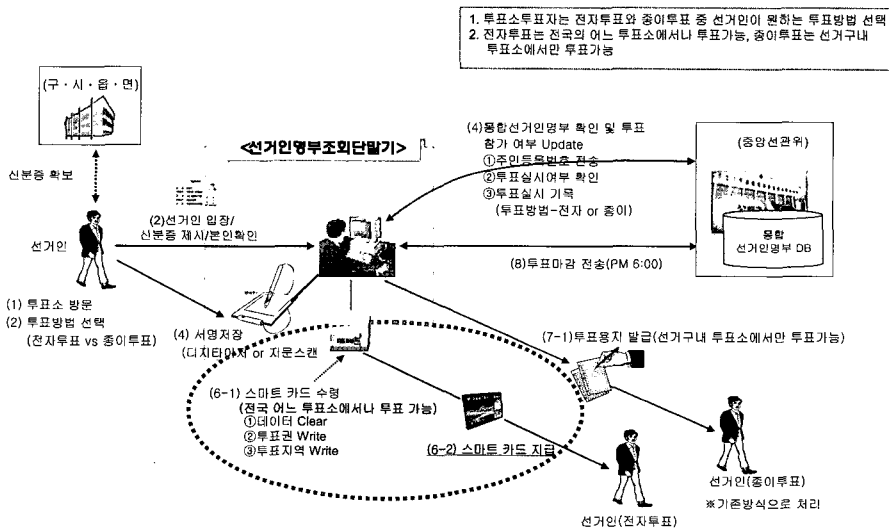 1. 투표소투표자는 전자투표와 종이투표 중 선거인이 원하는 투표방법 선택
2. 전자투표는 전국의 어느 투표소에서나 투표가능, 종이투표는 선거구내
투표소에서만 투표가능
(구・시・읍・면)
신분증 확보
<선거인명부조회단말기>
(4)통합선거인명부 확인 및 투표
참가 여부 Update
①주민등록번호 전송
②투표실시여부 확인
③투표실시 기록
(투표방법-전자 or 종이)
(중앙선관위)
통합
선거인명부 DB
(2)선거인 입장/
신분증 제시/본인확인
선거인
(8)투표마감 전송(PM 6:00)
(1) 투표소 방문
(2) 투표방법 선택
(전자투표 vs 종이투표)
(4) 서명저장
(디지타이저 or 지문스캔
(7-1)투표용지 발급(선거구내 투표소에서만 투표가능)
(6-1) 스마트 카드 수령
(전국 어느 투표소에서나 투표 가능)
①데이터 Clear
②투표권 Write
③투표지역 Write
(6-2) 스마트 카드 지급
선거인(종이투표)
※기존방식으로 처리
선거인(전자투표)